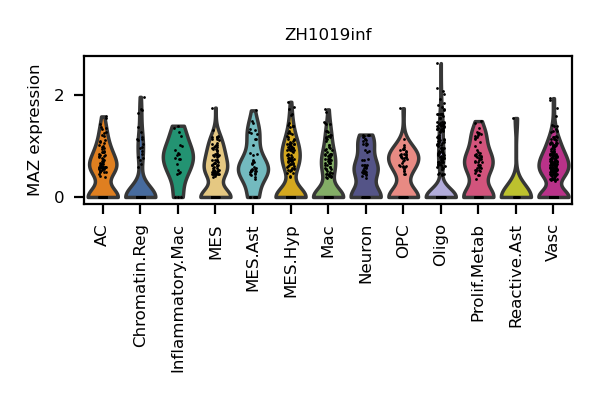 ZH1019inf
MAZ expression
2
0
AC
Chromatin.Reg
Inflammatory.Mac
MES
MES.Ast
MES.Hyp
Mac
Neuron
OPC
Oligo
Prolif.Metab
Reactive.Ast
Vasc